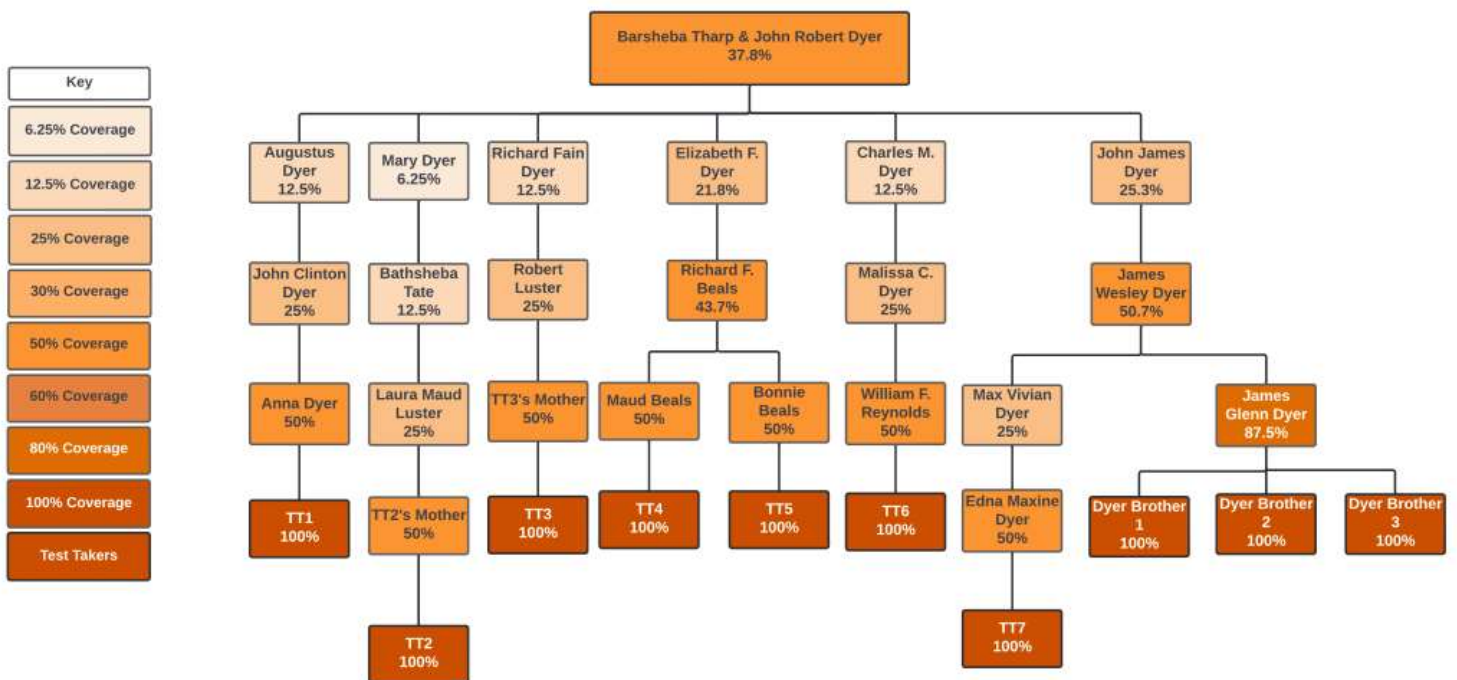 Barsheba Tharp & John Robert Dyer
37.8%
Key
6.25% Coverage
12.5% Coverage
25% Coverage
30% Coverage
50% Coverage
60% Coverage
80% Coverage
100% Coverage
Test Takers
Augustus
Dyer
12.5%
Mary Dyer
6.25%
Richard Fain
Dyer
12.5%
Elizabeth F.
Dyer
21.8%
Charles M.
Dyer
12.5%
John James
Dyer
25.3%
John Clinton
Dyer
25%
Bathsheba
Tate
12.5%
Robert
Luster
25%
Richard F.
Beals
43.7%
Malissa C.
Dyer
25%
James
Wesley Dyer
50.7%
Anna Dyer
50%
Laura Maud
Luster
25%
TT3's Mother
50%
Maud Beals
50%
Bonnie
Beals
50%
William F.
Reynolds
50%
Max Vivian
Dyer
25%
James
Glenn Dyer
87.5%
TT1
100%
TT2's Mother
50%
TT3
100%
TT4
100%
TT5
100%
TT6
100%
Edna Maxine
Dyer
50%
Dyer Brother
1
100%
Dyer Brother
2
100%
Dyer Brother
3
100%
TT2
100%
TT7
100%